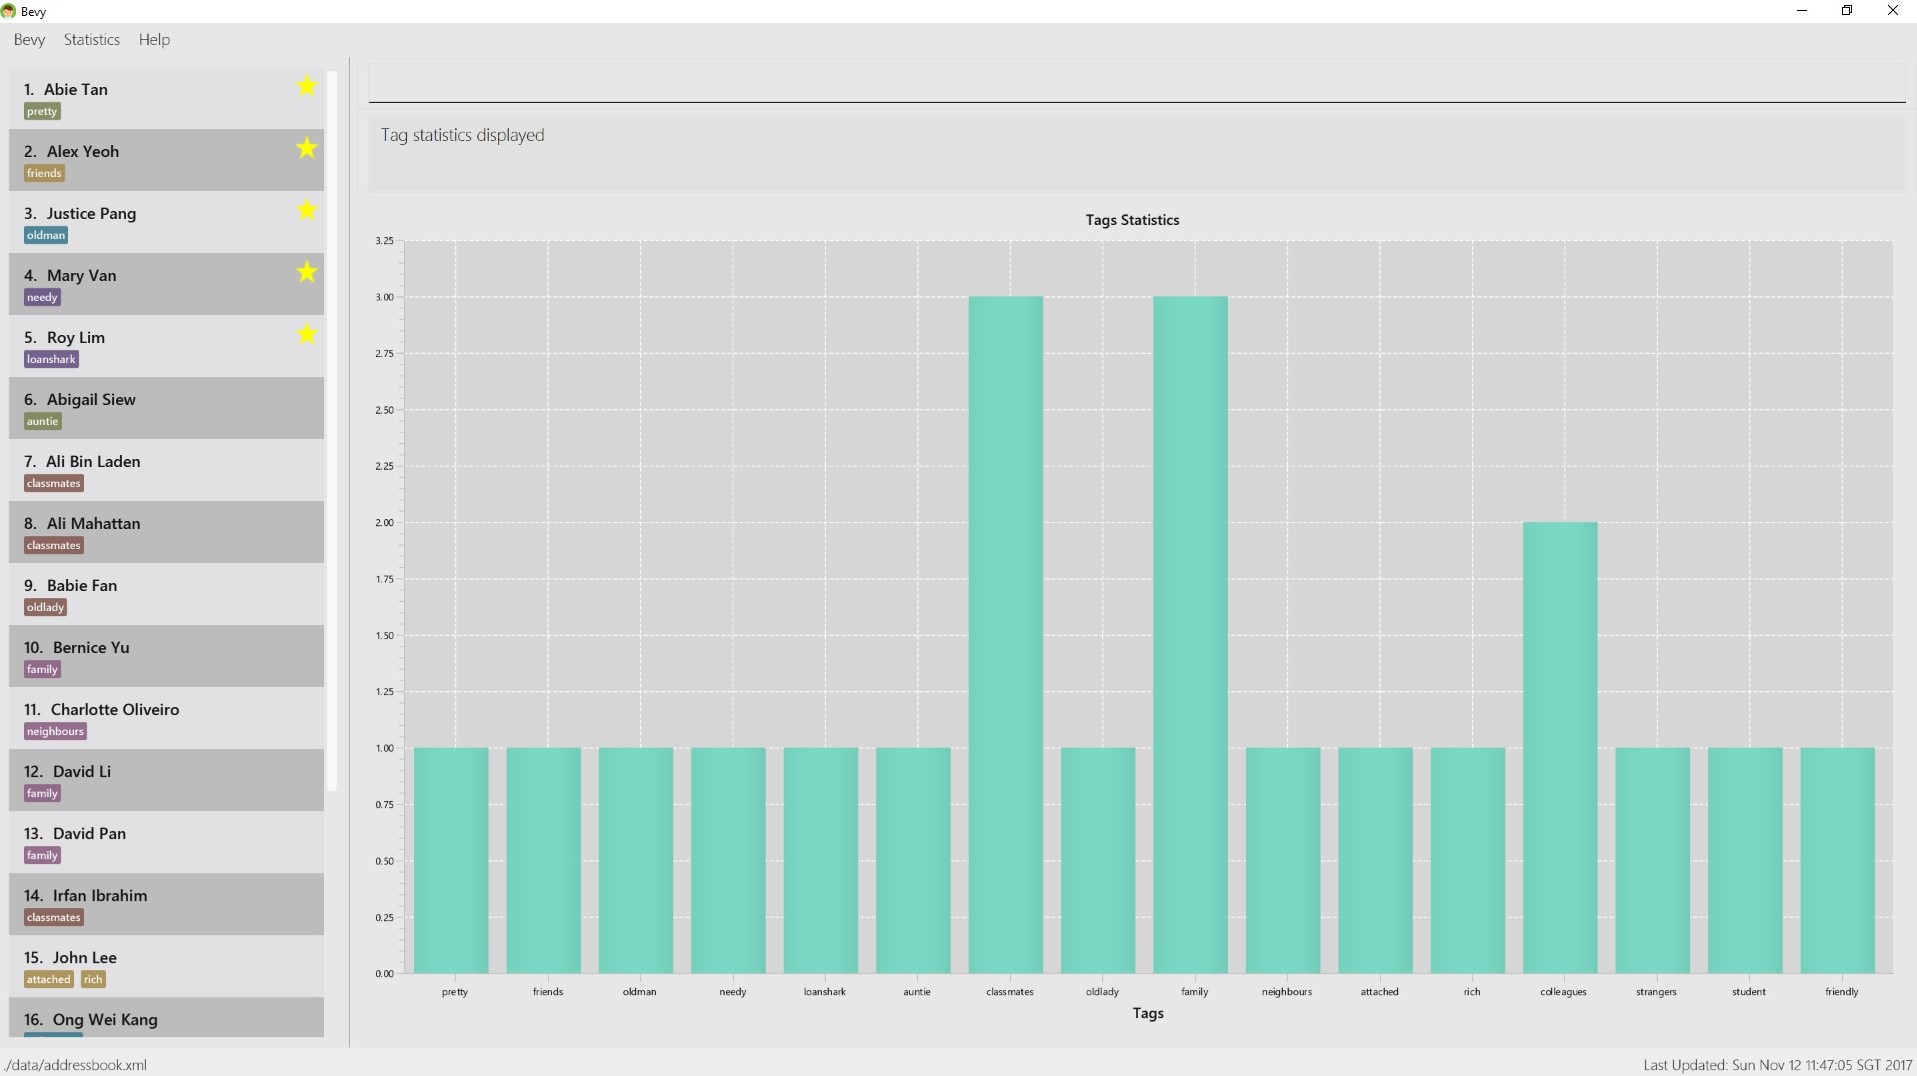 Bevy
Bevy Statistics Help
1. Abie Tan
pretty
2. Alex Yeoh
friends
3. Justice Pang
oldman
4. Mary Van
needy
5. Roy Lim
loanshark
6. Abigail Siew
auntie
7. Ali Bin Laden
classmates
8. Ali Mahattan
classmates
9. Babie Fan
oldlady
10. Bernice Yu
family
11. Charlotte Oliveiro
neighbours
12. David Li
family
13. David Pan
family
14. Irfan Ibrahim
classmates
15. John Lee
attached rich
16. Ong Wei Kang
Tag statistics displayed
Tags Statistics
3.25
3.00
2.75
2.50
2.25
2.00
1.75
1.50
1.25
1.00
0.75
0.50
0.25
0.00
pretty friends oldman needy loanshark auntie classmates oldlady family neighbours attached rich colleagues strangers student friendly
Tags
./data/addressbook.xml
Last Updated: Sun Nov 12 11:47:05 SGT 2017